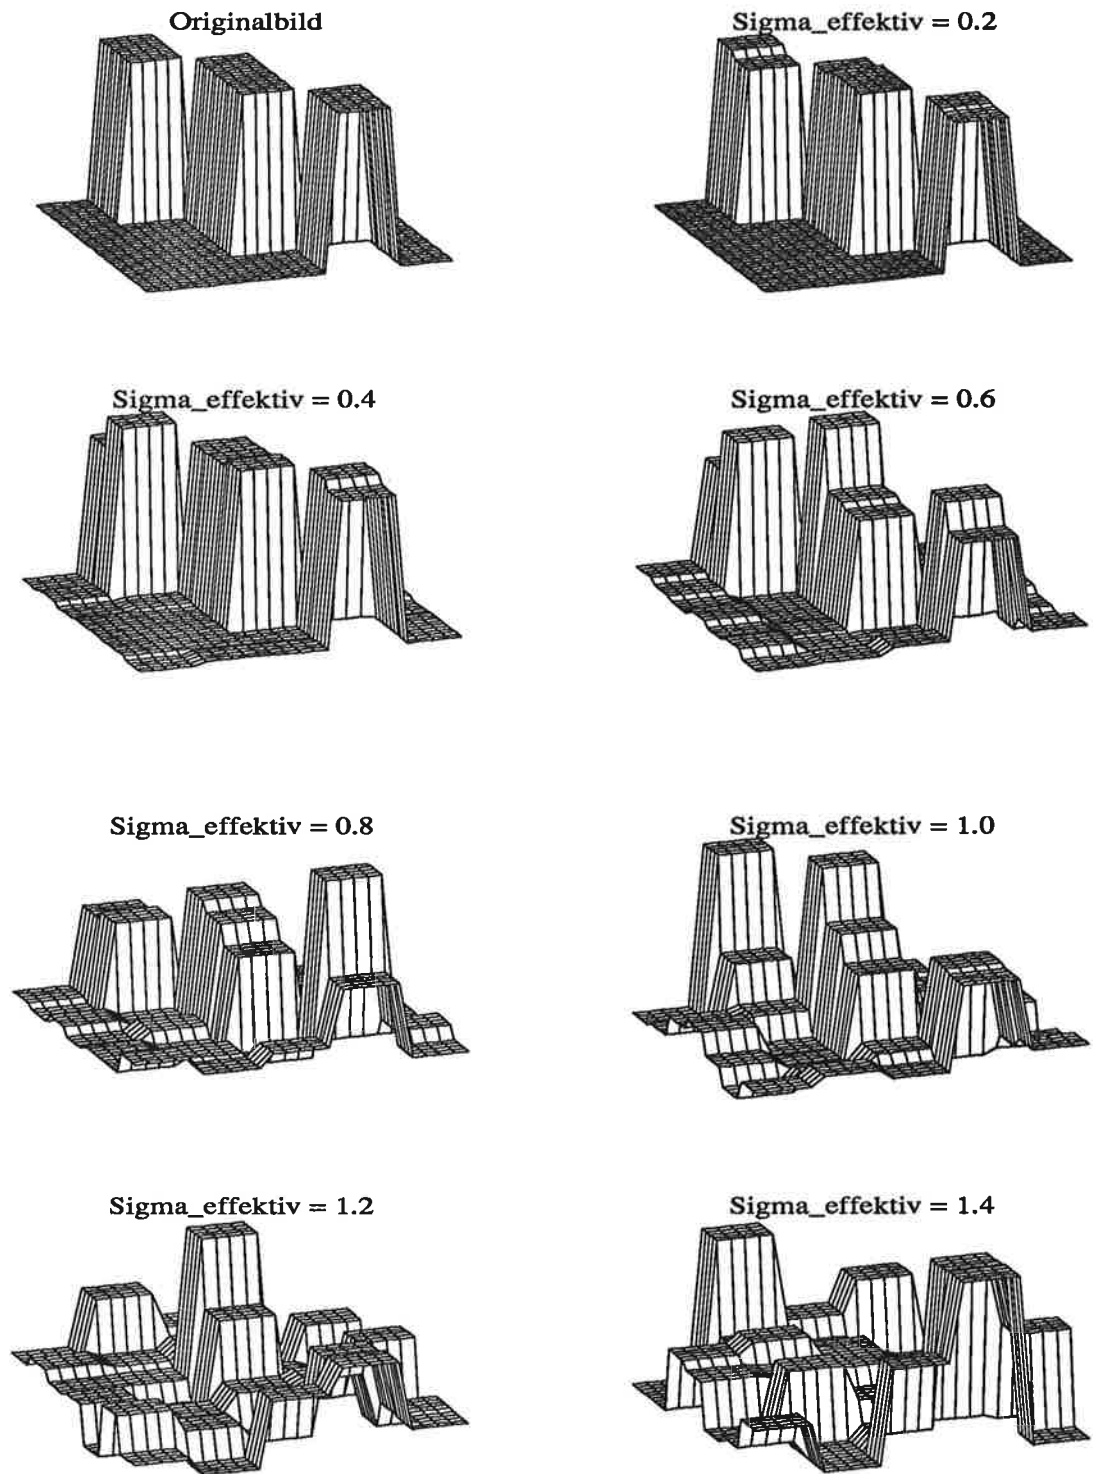 Originalbild
Sigma_effektiv = 0.2
Sigma_effektiv = 0.4
Sigma_effektiv = 0.6
Sigma_effektiv = 0.8
Sigma_effektiv = 1.0
Sigma_effektiv = 1.2
Sigma_effektiv = 1.4